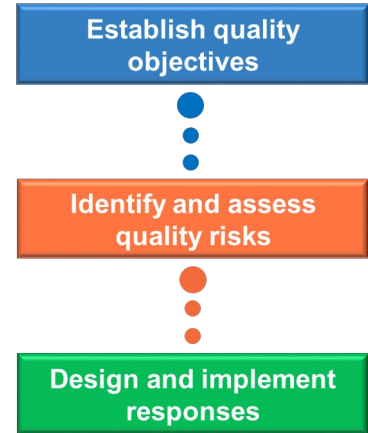 Establish quality
objectives
Identify and assess
quality risks
Design and implement
responses